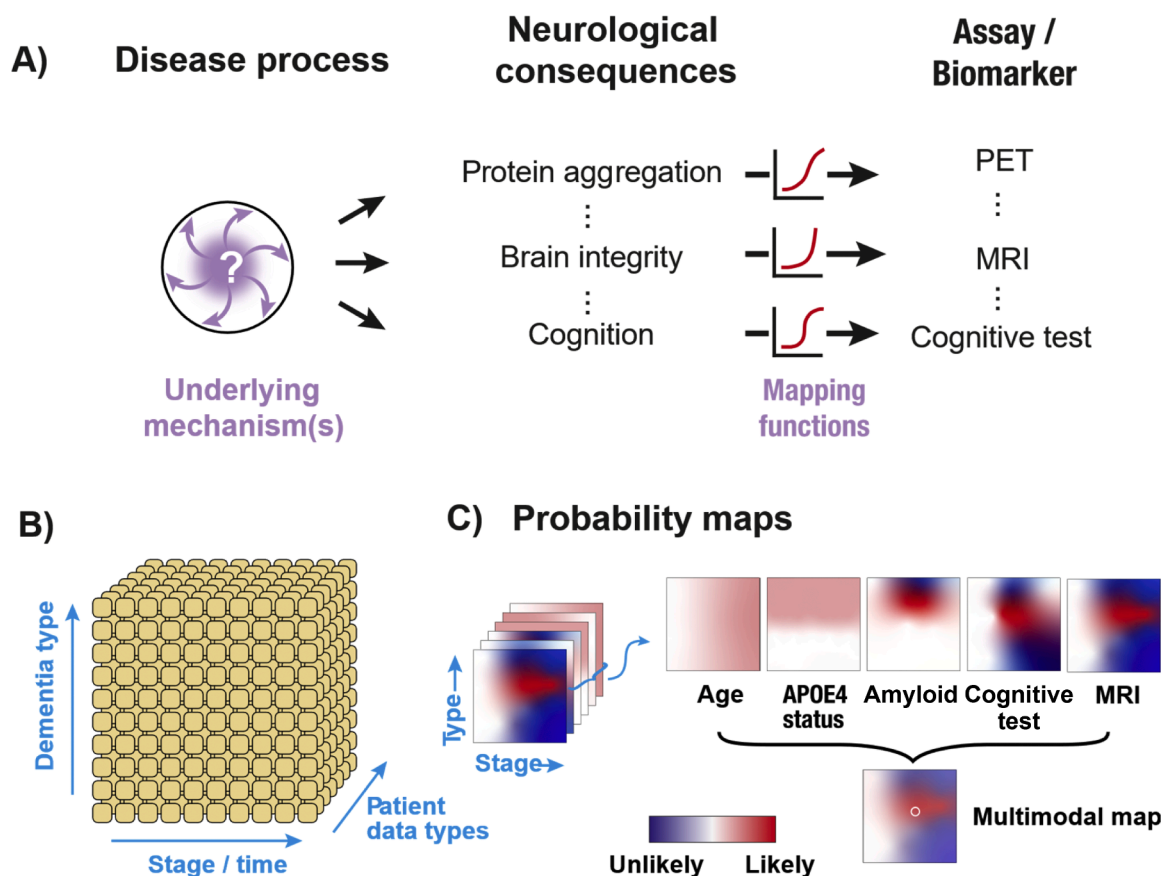 A)
Disease process
Neurological
consequences
Assay /
Biomarker
?
Protein aggregation
PET
Brain integrity
MRI
Cognition
Cognitive test
Underlying
mechanism(s)
Mapping
functions
B)
Dementia type
Stage / time
Patient
data types
C)
Probability maps
Type
Stage
Age
APOE4
status
Amyloid
Cognitive
test
MRI
Multimodal map
Unlikely
Likely